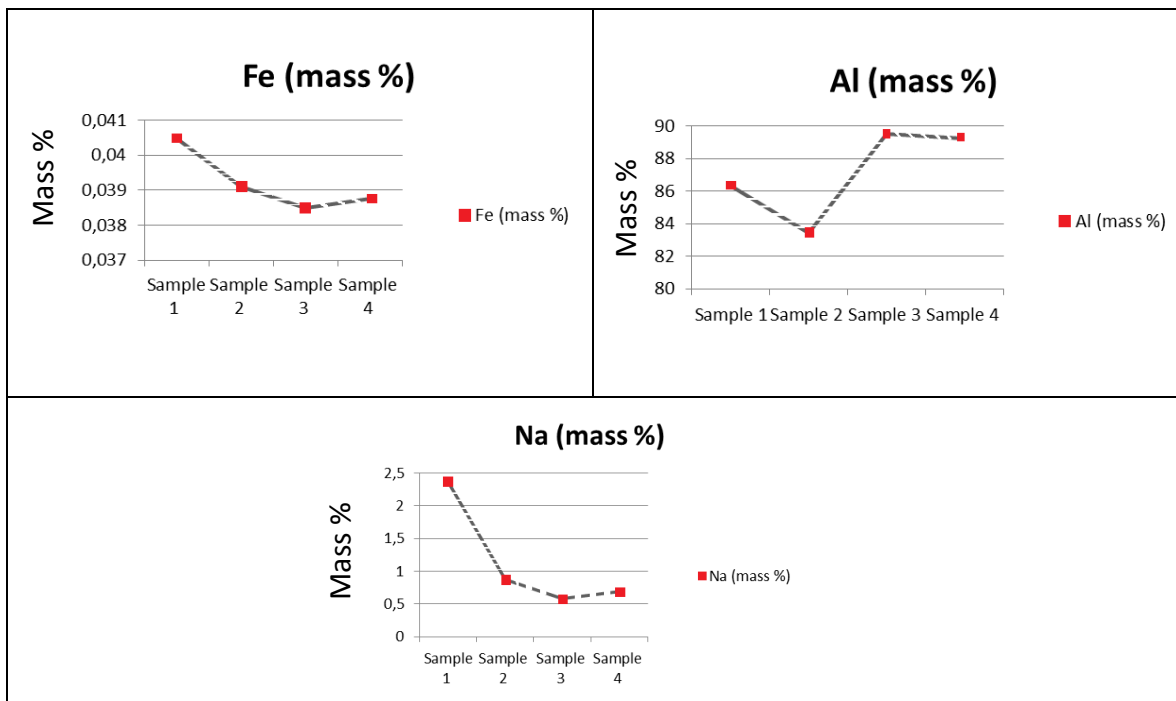 Fe (mass %)
Mass %
0,041
0,04
0,039
0,038
0,037
Sample 1
Sample 2
Sample 3
Sample 4
Fe (mass %)
Al (mass %)
Mass %
90
88
86
84
82
80
Sample 1 Sample 2 Sample 3 Sample 4
Al (mass %)
Na (mass %)
Mass %
2,5
2
1,5
1
0,5
0
Sample 1
Sample 2
Sample 3
Sample 4
Na (mass %)